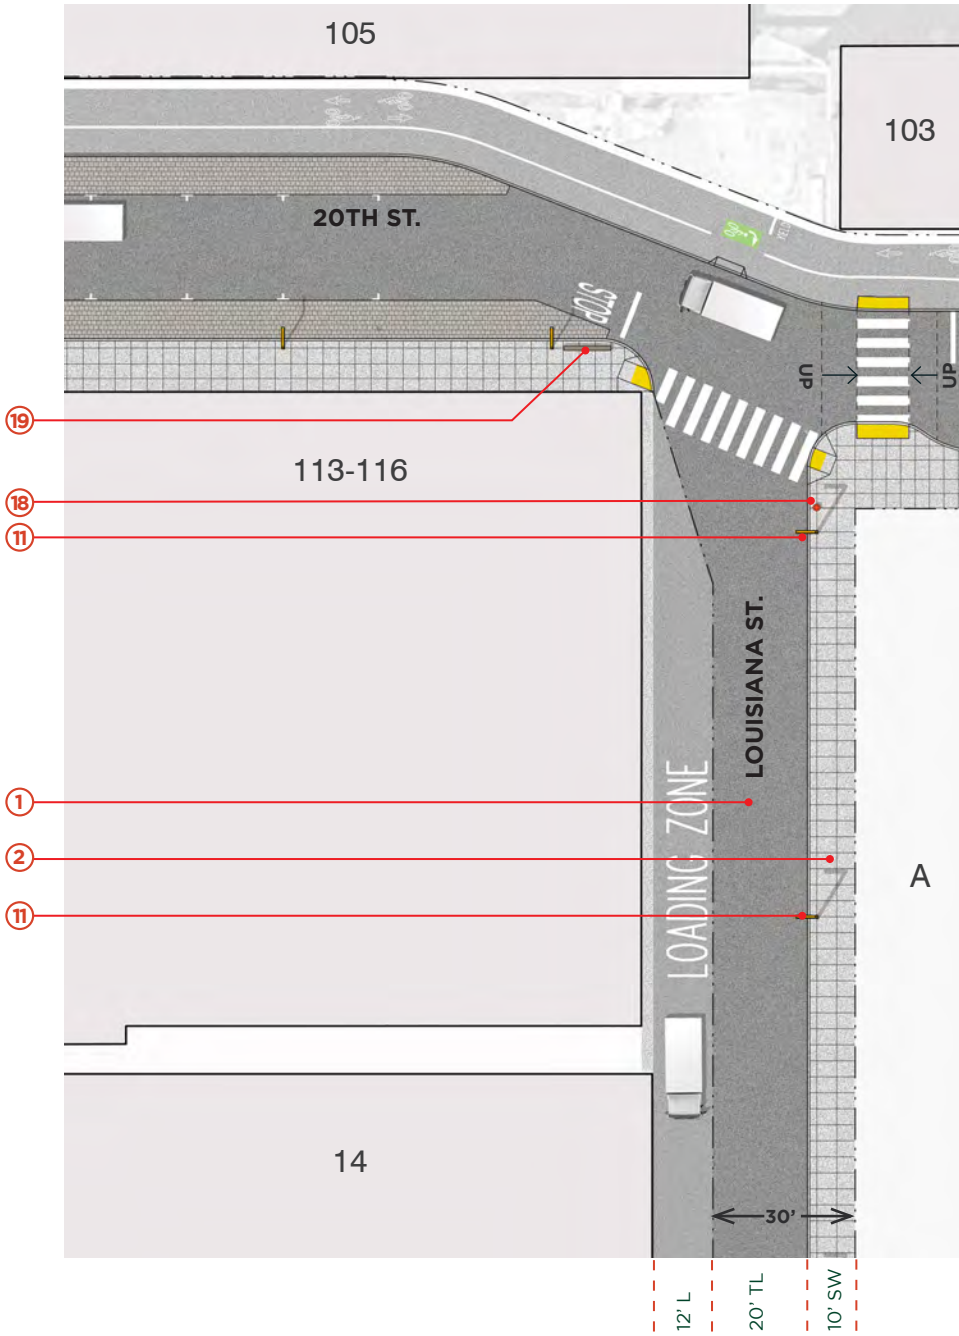 105
103
20TH ST.
YIELD
STOP
UP
UP
19
113-116
18
11
LOUISIANA ST.
LOADING ZONE
1
2
A
11
14
30’
12’ L
20’ TL
10’ SW